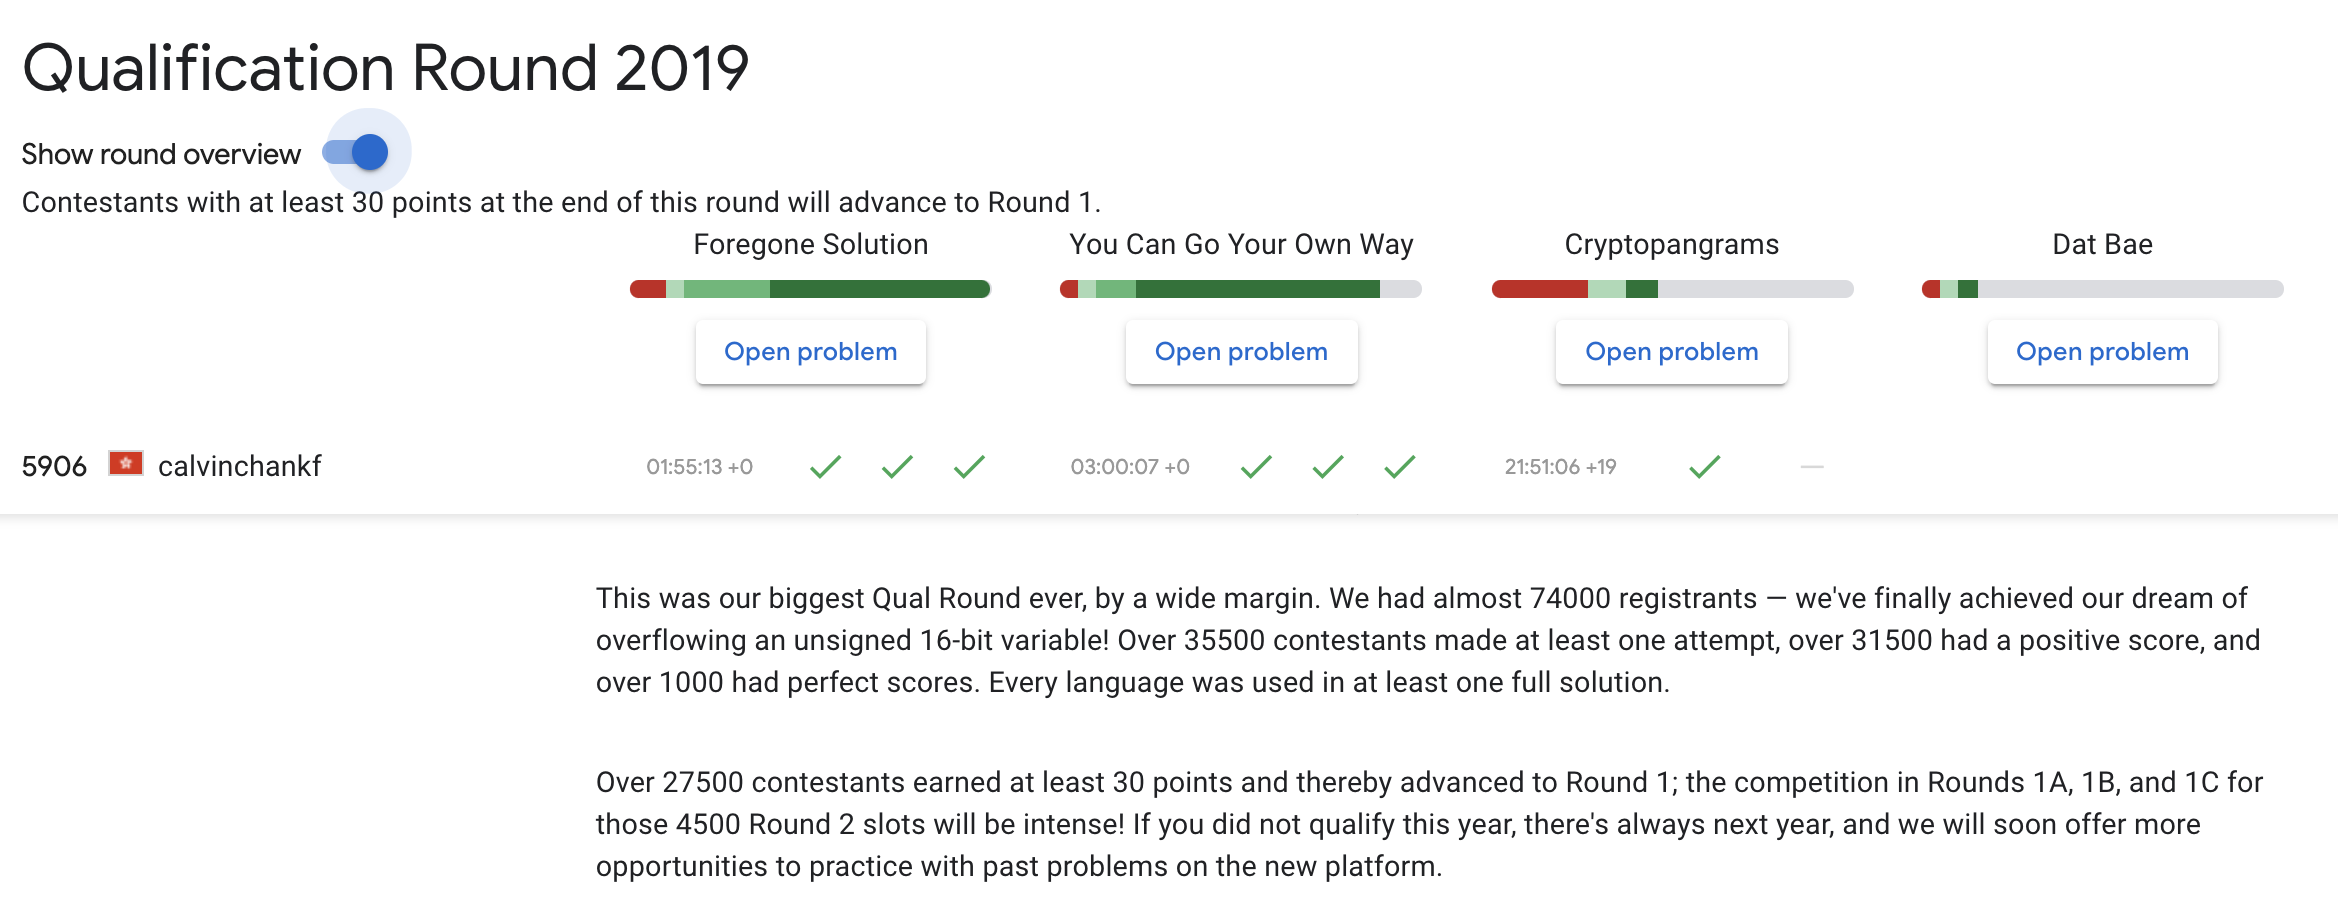 Qualification Round 2019
Show round overview
Contestants with at least 30 points at the end of this round will advance to Round 1.
Foregone Solution You Can Go Your Own Way Cryptopangrams Dat Bae
Open problem Open problem Open problem Open problem
5906 calvinchankf 01:55:13 +0 03:00:07 +0 21:51:06 +19
This was our biggest Qual Round ever, by a wide margin. We had almost 74000 registrants — we've finally achieved our dream of
overflowing an unsigned 16-bit variable! Over 35500 contestants made at least one attempt, over 31500 had a positive score, and
over 1000 had perfect scores. Every language was used in at least one full solution.
Over 27500 contestants earned at least 30 points and thereby advanced to Round 1; the competition in Rounds 1A, 1B, and 1C for
those 4500 Round 2 slots will be intense! If you did not qualify this year, there's always next year, and we will soon offer more
opportunities to practice with past problems on the new platform.